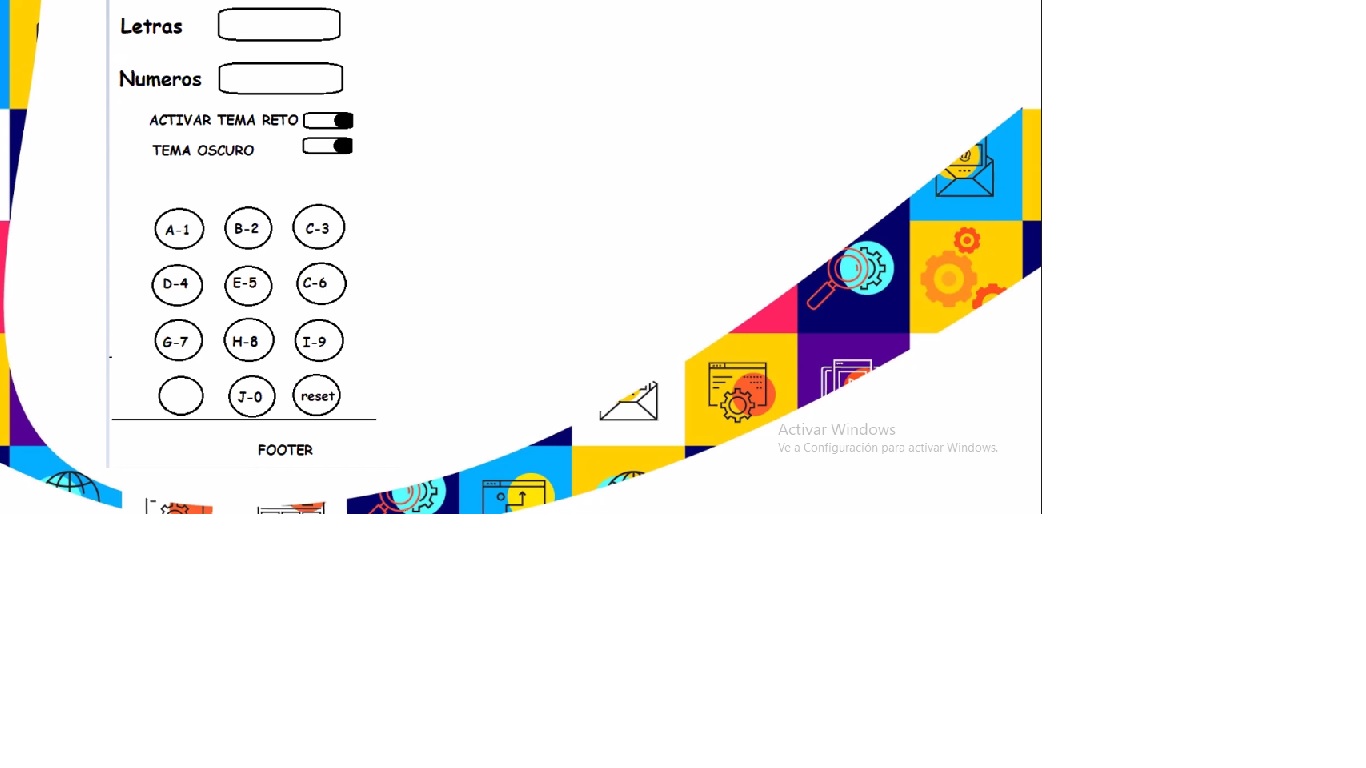 Letras
Numeros
ACTIVAR TEMA RETO
TEMA OSCURO
A-1 B-2 C-3
D-4 E-5 C-6
G-7 H-8 I-9
J-0 reset
FOOTER
Activar Windows
Ve a Configuración para activar Windows.